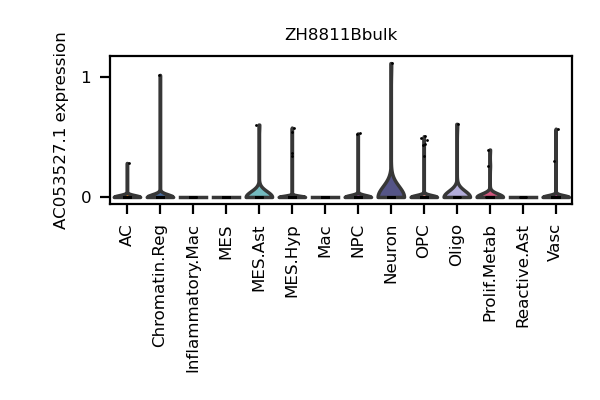 ZH8811Bbulk
AC053527.1 expression
1
0
AC
Chromatin.Reg
Inflammatory.Mac
MES
MES.Ast
MES.Hyp
Mac
NPC
Neuron
OPC
Oligo
Prolif.Metab
Reactive.Ast
Vasc